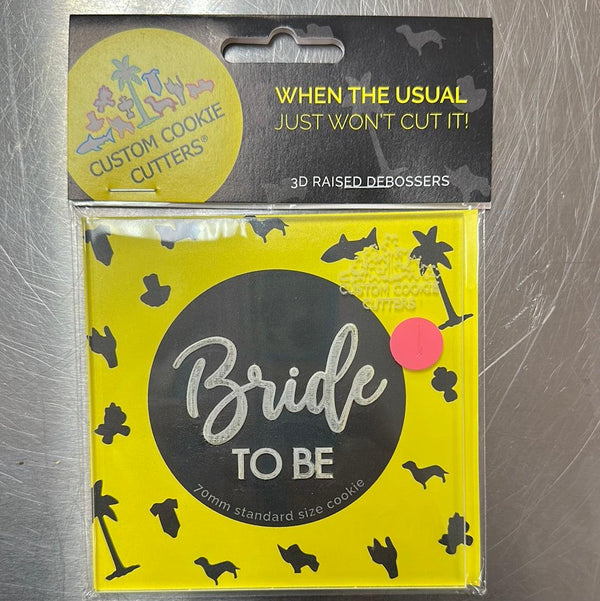 CUSTOM COOKIE
CUTTERS®
WHEN THE USUAL
JUST WON'T CUT IT!
3D RAISED DEBOSSERS
CUSTOM COOKIE
CUTTERS
Bride
TO BE
70mm standard size cookie